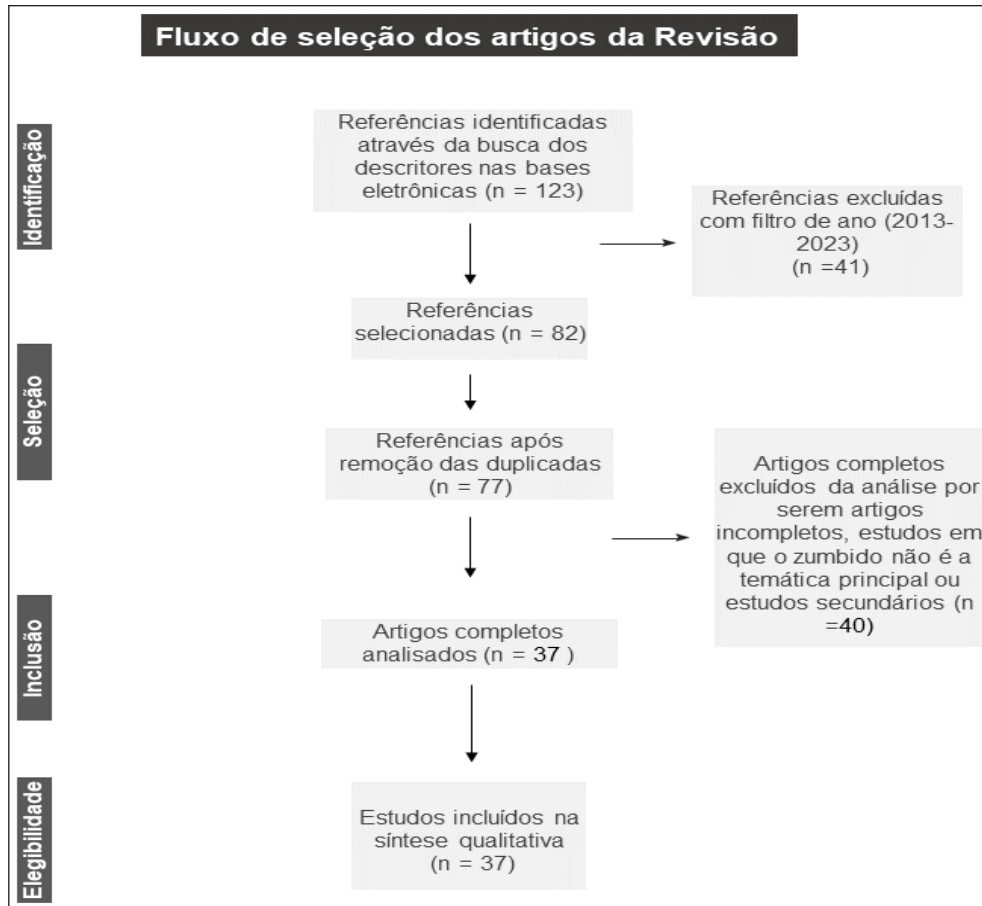 Fluxo de seleção dos artigos da Revisão
Identificação
Referências identificadas
através da busca dos
descritores nas bases
eletrônicas (n = 123)
Referências excluídas
com filtro de ano (2013-
2023)
(n =41)
Referências
selecionadas (n = 82)
Seleção
Referências após
remoção das duplicadas
(n = 77)
Artigos completos
excluídos da análise por
serem artigos
incompletos, estudos em
que o zumbido não é a
temática principal ou
estudos secundários (n
=40)
Inclusão
Artigos completos
analisados (n = 37 )
Elegibilidade
Estudos incluídos na
síntese qualitativa
(n = 37)